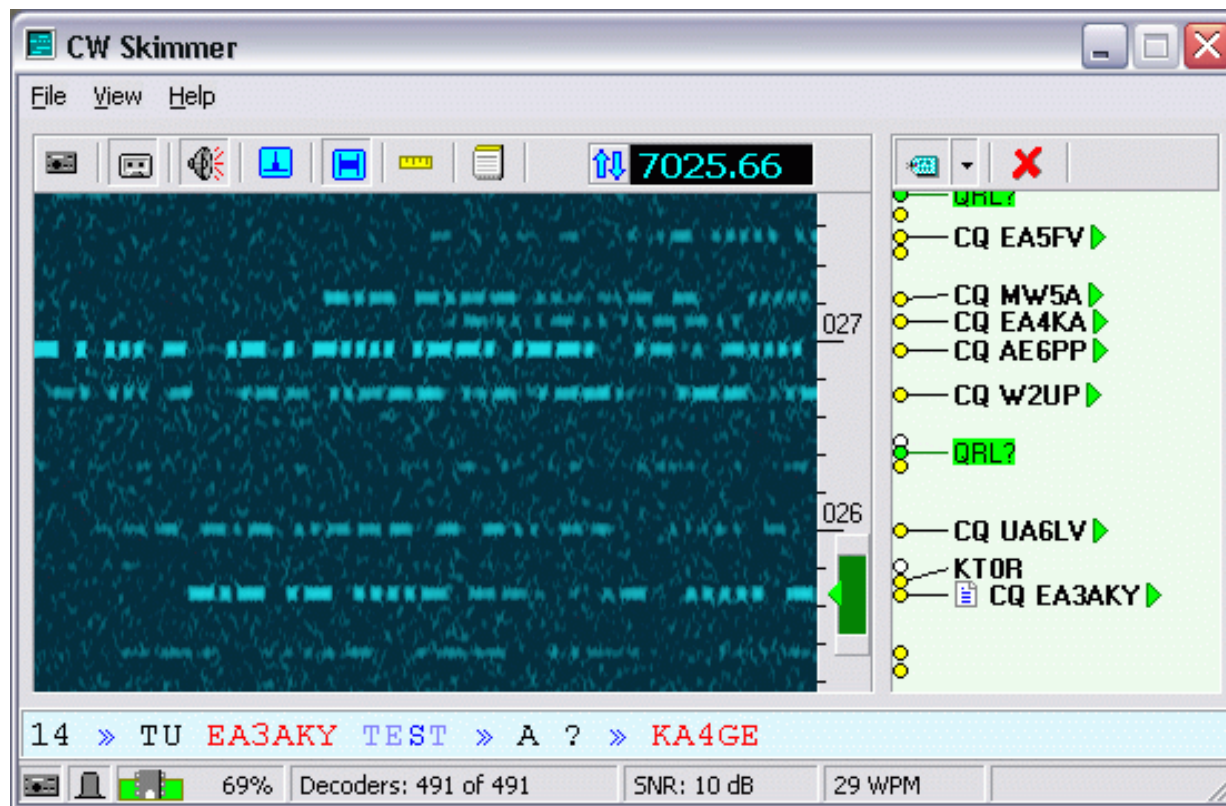 CW Skimmer
File View Help
7025.66
QRL?
CQ EA5FV
CQ MW5A
027
CQ EA4KA
CQ AE6PP
CQ W2UP
QRL?
026
CQ UA6LV
KT0R
CQ EA3AKY
14 » TU EA3AKY TEST » A ? » KA4GE
69% Decoders: 491 of 491 SNR: 10 dB 29 WPM